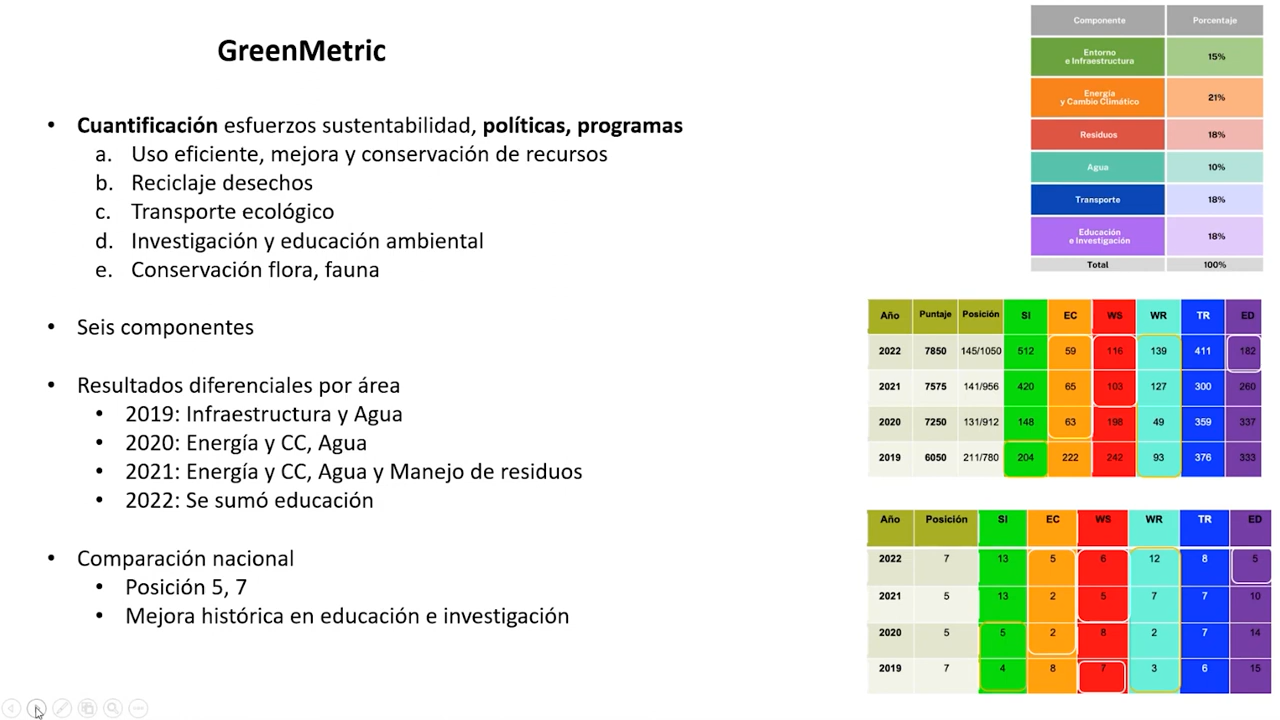 GreenMetric
• Cuantificación esfuerzos sustentabilidad, políticas, programas
a. Uso eficiente, mejora y conservación de recursos
b. Reciclaje desechos
c. Transporte ecológico
d. Investigación y educación ambiental
e. Conservación flora, fauna
• Seis componentes
• Resultados diferenciales por área
• 2019: Infraestructura y Agua
• 2020: Energía y CC, Agua
• 2021: Energía y CC, Agua y Manejo de residuos
• 2022: Se sumó educación
• Comparación nacional
• Posición 5, 7
• Mejora histórica en educación e investigación
Componente Porcentaje
Entorno
e Infraestructura 15%
Energía
y Cambio Climático 21%
Residuos 18%
Agua 10%
Transporte 18%
Educación
e Investigación 18%
Total 100%
Año Puntaje Posición SI EC WS WR TR ED
2022 7850 145/1050 512 59 116 139 411 182
2021 7575 141/956 420 65 103 127 300 260
2020 7250 131/912 148 63 198 49 359 337
2019 6050 211/780 204 222 242 93 376 333
Año Posición SI EC WS WR TR ED
2022 7 13 5 6 12 8 5
2021 5 13 2 5 7 7 10
2020 5 5 2 8 2 7 14
2019 7 4 8 7 3 6 15